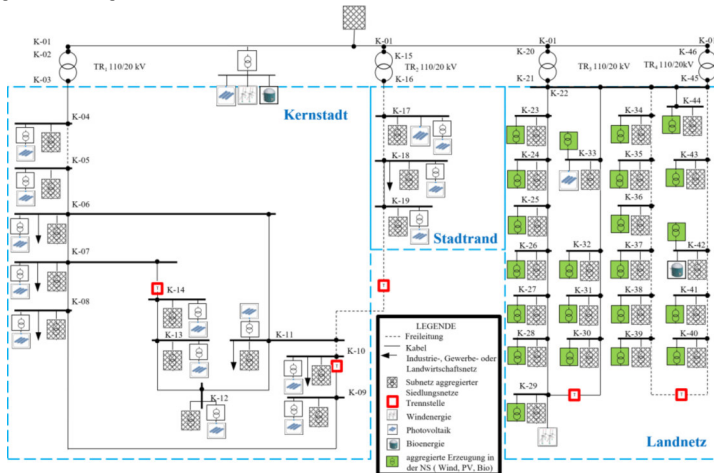 K-01
K-02
TR₁ 110/20 kV
K-03
K-01
K-15
TR₂ 110/20 kV
K-16
K-01
K-20
TR₃ 110/20 kV
K-21
K-22
K-01
K-46
TR₄ 110/20kV
K-45
Kernstadt
K-04
K-05
K-06
K-07
K-08
K-14
K-13
K-12
K-11
K-10
K-09
K-17
K-18
K-19
Stadtrand
K-23
K-24
K-25
K-26
K-27
K-28
K-29
K-33
K-32
K-31
K-30
K-34
K-35
K-36
K-37
K-38
K-39
K-44
K-43
K-42
K-41
K-40
Landnetz
LEGENDE
Freileitung
Kabel
Industrie-, Gewerbe- oder
Landwirtschaftsnetz
Subnetz aggregierter
Siedlungsnetze
Trennstelle
Windenergie
Photovoltaik
Bioenergie
aggregierte Erzeugung in
der NS ( Wind, PV, Bio)